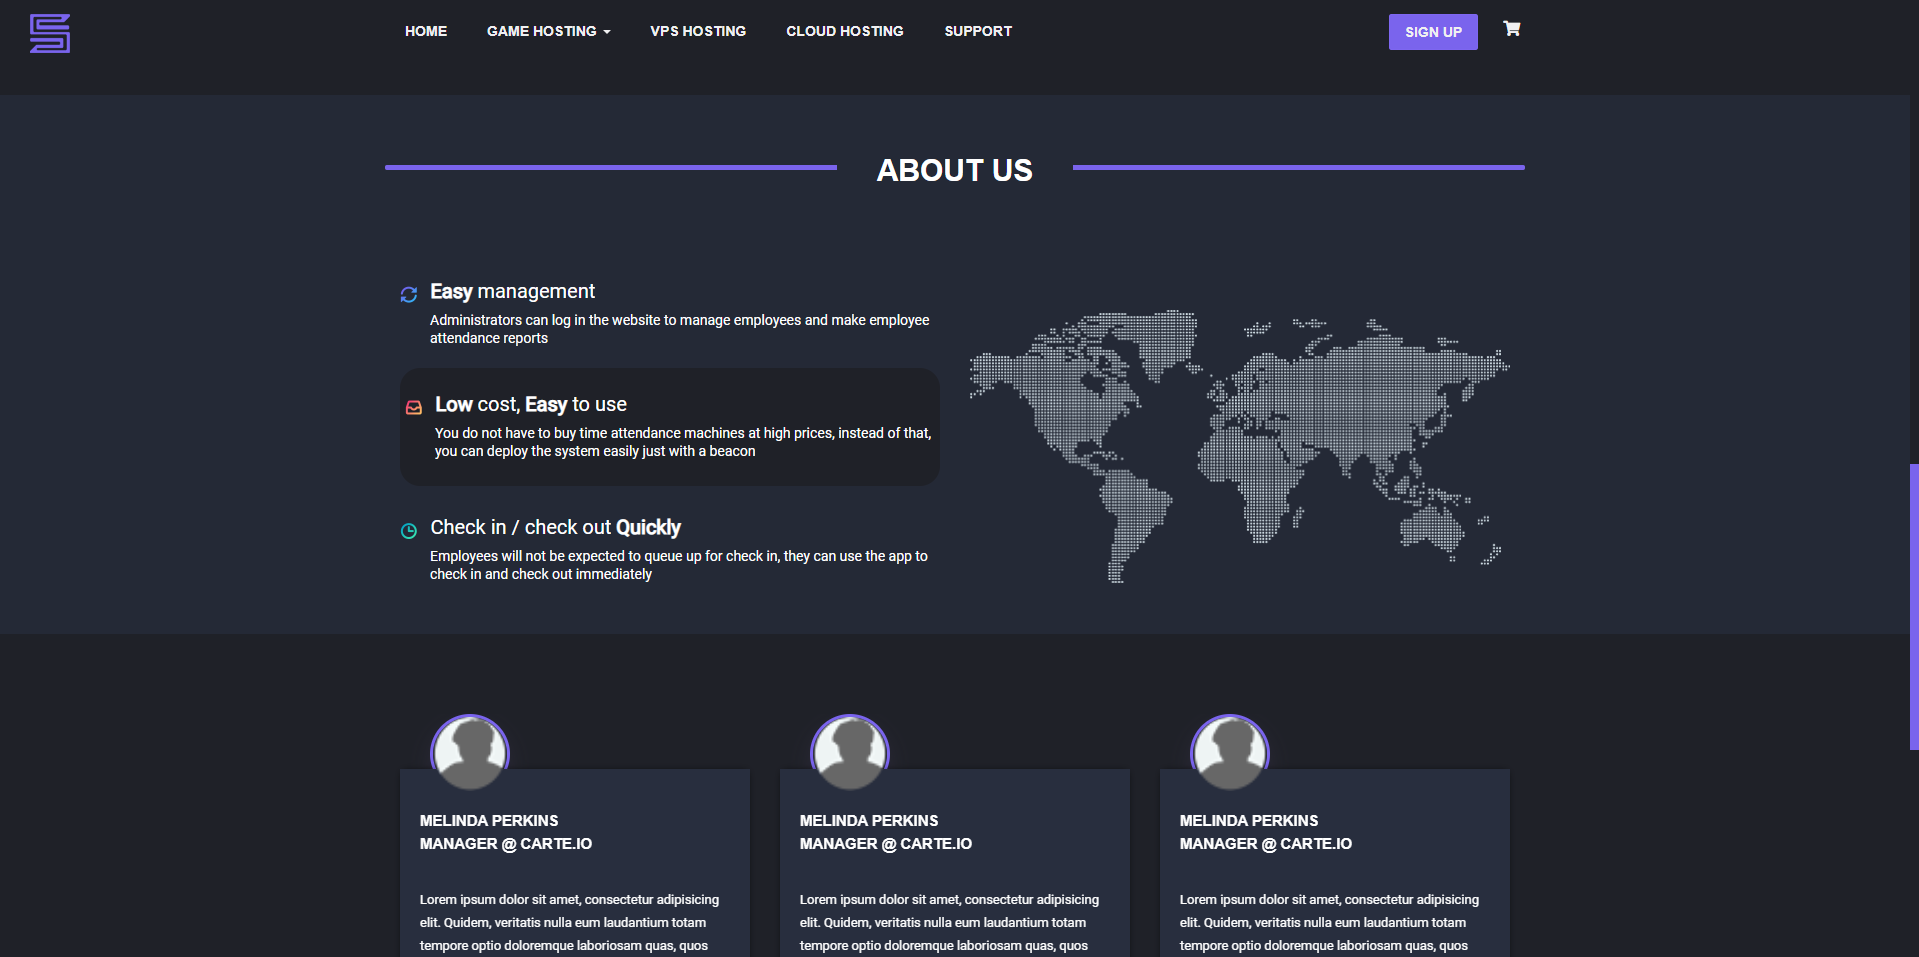 HOME GAME HOSTING VPS HOSTING CLOUD HOSTING SUPPORT SIGN UP
ABOUT US
Easy management
Administrators can log in the website to manage employees and make employee
attendance reports
Low cost, Easy to use
You do not have to buy time attendance machines at high prices, instead of that,
you can deploy the system easily just with a beacon
Check in / check out Quickly
Employees will not be expected to queue up for check in, they can use the app to
check in and check out immediately
MELINDA PERKINS
MANAGER @ CARTE.IO
Lorem ipsum dolor sit amet, consectetur adipisicing
elit. Quidem, veritatis nulla eum laudantium totam
tempore optio doloremque laboriosam quas, quos
MELINDA PERKINS
MANAGER @ CARTE.IO
Lorem ipsum dolor sit amet, consectetur adipisicing
elit. Quidem, veritatis nulla eum laudantium totam
tempore optio doloremque laboriosam quas, quos
MELINDA PERKINS
MANAGER @ CARTE.IO
Lorem ipsum dolor sit amet, consectetur adipisicing
elit. Quidem, veritatis nulla eum laudantium totam
tempore optio doloremque laboriosam quas, quos